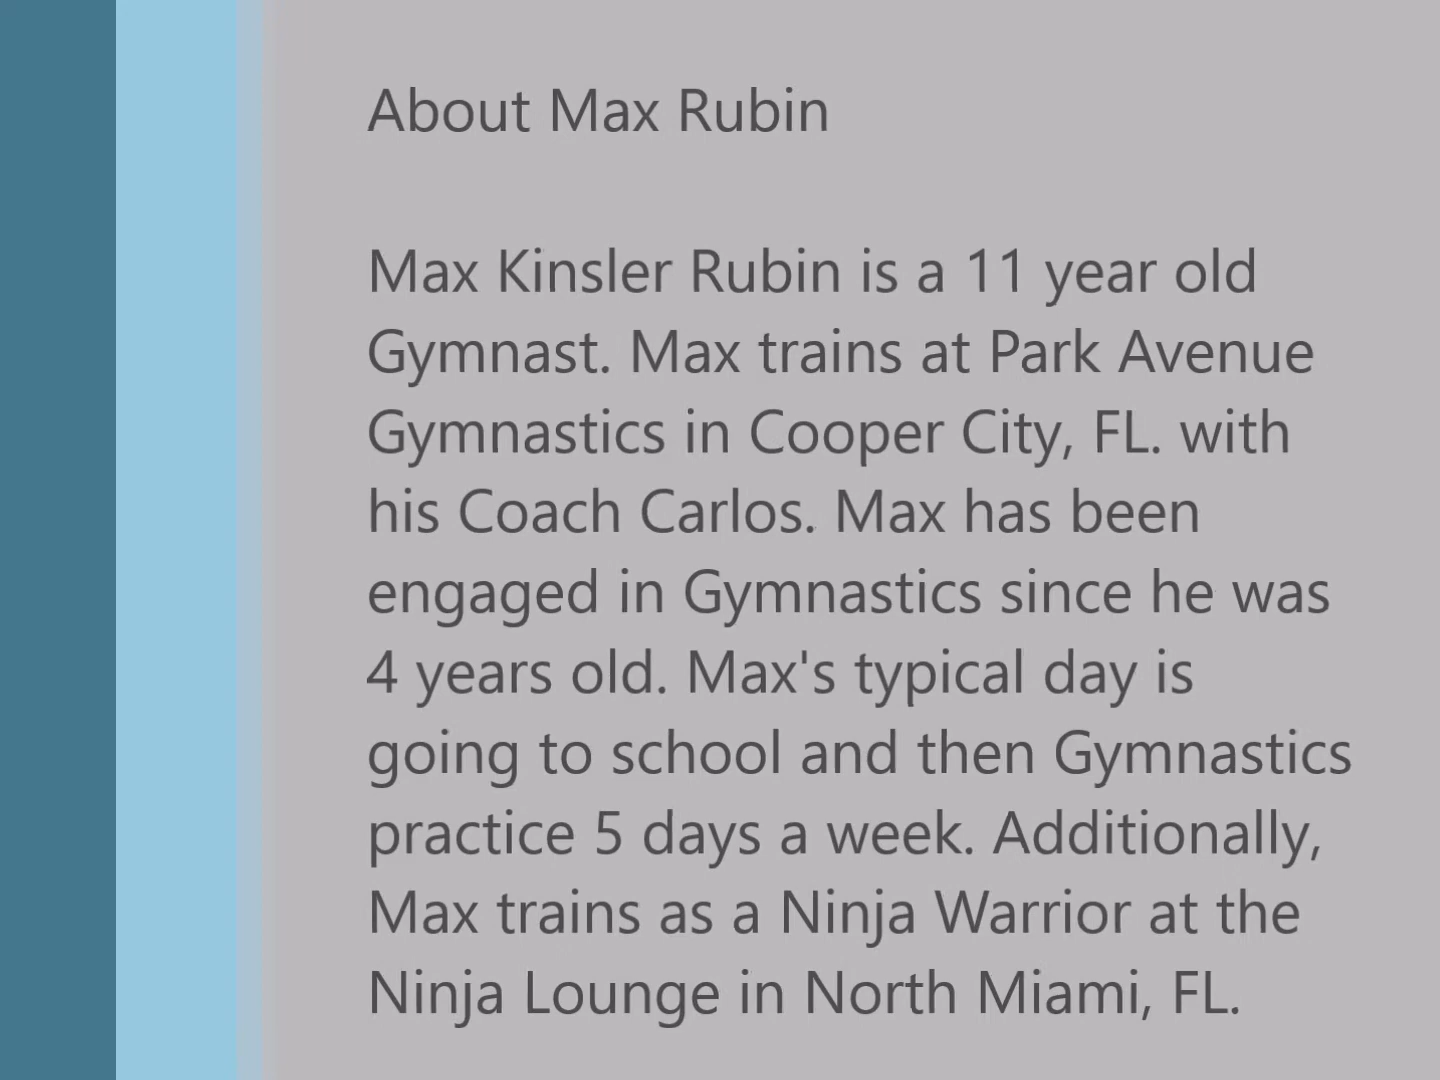 About Max Rubin
Max Kinsler Rubin is a 11 year old
Gymnast. Max trains at Park Avenue
Gymnastics in Cooper City, FL. with
his Coach Carlos. Max has been
engaged in Gymnastics since he was
4 years old. Max's typical day is
going to school and then Gymnastics
practice 5 days a week. Additionally,
Max trains as a Ninja Warrior at the
Ninja Lounge in North Miami, FL.